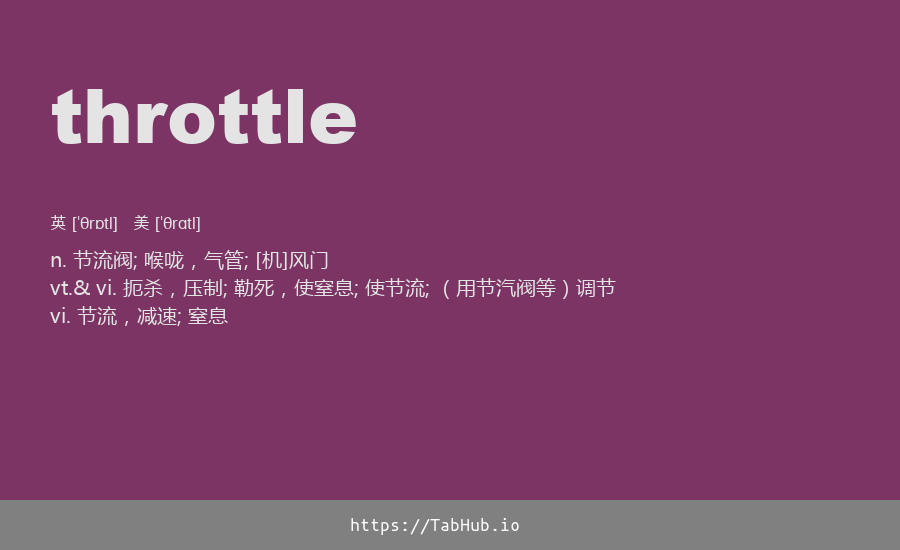 throttle
英 [ˈθrɒtl] 美 [ˈθrɑtl]
n. 节流阀; 喉咙，气管; [机]风门
vt.& vi. 扼杀，压制; 勒死，使窒息; 使节流; （用节汽阀等）调节
vi. 节流，减速; 窒息
https://TabHub.io